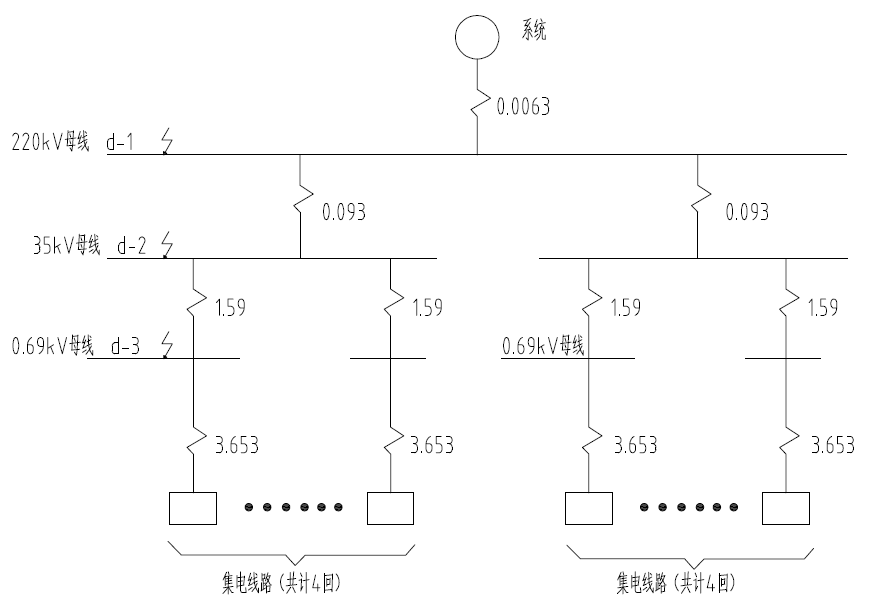 系统
0.0063
220kV母线 d-1
0.093 0.093
35kV母线 d-2
1.59 1.59 1.59 1.59
0.69kV母线 d-3 0.69kV母线
3.653 3.653 3.653 3.653
集电线路（共计4回） 集电线路（共计4回）